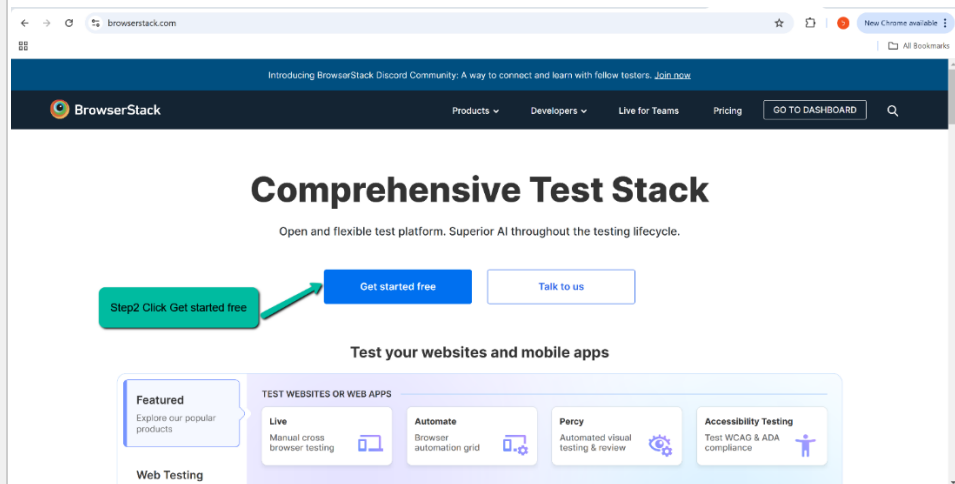 browserstack.com
New Chrome available
All Bookmarks
Introducing BrowserStack Discord Community: A way to connect and learn with fellow testers. Join now
BrowserStack
Products
Developers
Live for Teams
Pricing
GO TO DASHBOARD
Comprehensive Test Stack
Open and flexible test platform. Superior AI throughout the testing lifecycle.
Get started free
Talk to us
Step2 Click Get started free
Test your websites and mobile apps
Featured
Explore our popular
products
Web Testing
TEST WEBSITES OR WEB APPS
Live
Manual cross
browser testing
Automate
Browser
automation grid
Percy
Automated visual
testing & review
Accessibility Testing
Test WCAG & ADA
compliance